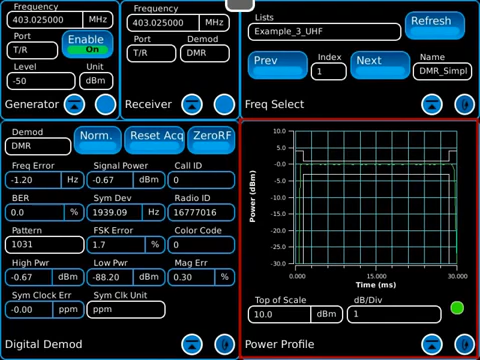 Frequency
403.025000 MHz
Port
T/R
Enable
On
Level
-50
Unit
dBm
Generator
Frequency
403.025000 MHz
Port
T/R
Demod
DMR
Receiver
Lists
Example_3_UHF
Refresh
Prev
Index
1
Next
Name
DMR_Simpl
Freq Select
Demod
DMR
Norm.
Reset Acq
ZeroRF
Freq Error
-1.20 Hz
Signal Power
-0.67 dBm
Call ID
0
BER
0.0 %
Sym Dev
1939.09 Hz
Radio ID
16777016
Pattern
1031
FSK Error
1.7 %
Color Code
0
High Pwr
-0.67 dBm
Low Pwr
-88.20 dBm
Mag Err
0.30 %
Sym Clock Err
-0.00 ppm
Sym Clk Unit
ppm
Digital Demod
Power (dBm)
10.0
5.0
-0.0
-5.0
-10.0
-15.0
-20.0
-25.0
-30.0
0.000 15.000 30.000
Time (ms)
Top of Scale
10.0 dBm
dB/Div
1
Power Profile